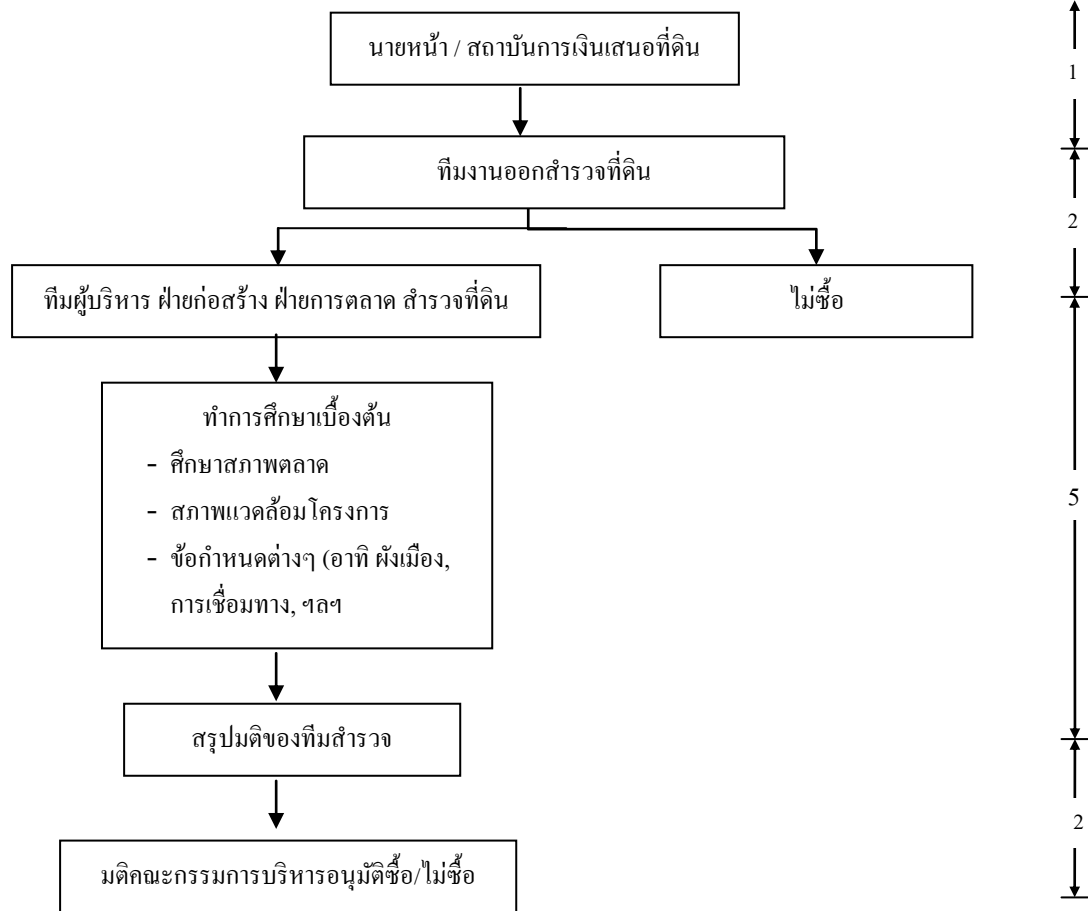 นายหน้า / สถาบันการเงินเสนอที่ดิน
1
ทีมงานออกสำรวจที่ดิน
2
ทีมผู้บริหาร ฝ่ายก่อสร้าง ฝ่ายการตลาด สำรวจที่ดิน
ไม่ซื้อ
ทำการศึกษาเบื้องต้น
- ศึกษาสภาพตลาด
- สภาพแวดล้อมโครงการ
- ข้อกำหนดต่างๆ (อาทิ ผังเมือง,
การเชื่อมทาง, ฯลฯ
5
สรุปมติของทีมสำรวจ
2
มติคณะกรรมการบริหารอนุมัติซื้อ/ไม่ซื้อ